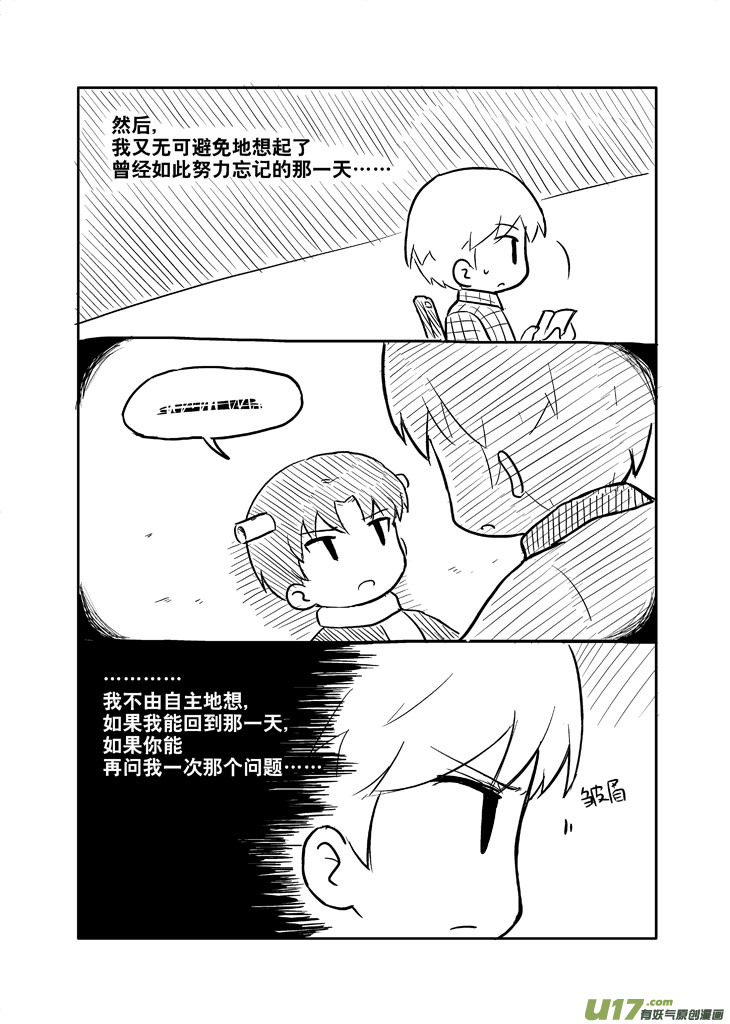 然后,
我又无可避免地想起了
曾经如此努力忘记的那一天……
…………
我不由自主地想,
如果我能回到那一天,
如果你能
再问我一次那个问题……
皱眉
U17.com
有妖气原创漫画